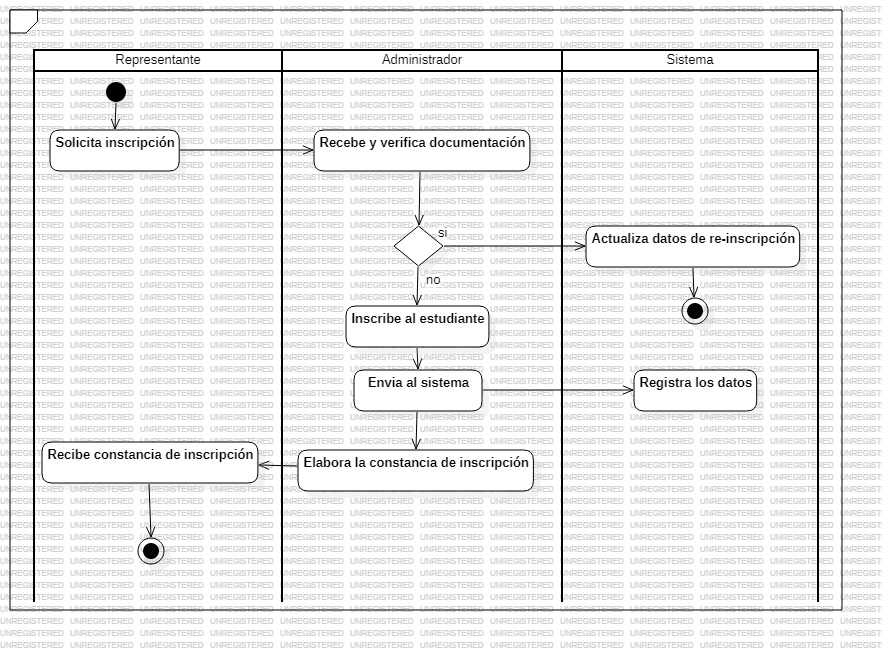 Representante
Administrador
Sistema
Solicita inscripción
Recebe y verifica documentación
si
Actualiza datos de re-inscripción
no
Inscribe al estudiante
Envia al sistema
Registra los datos
Recibe constancia de inscripción
Elabora la constancia de inscripción
UNREGISTERED